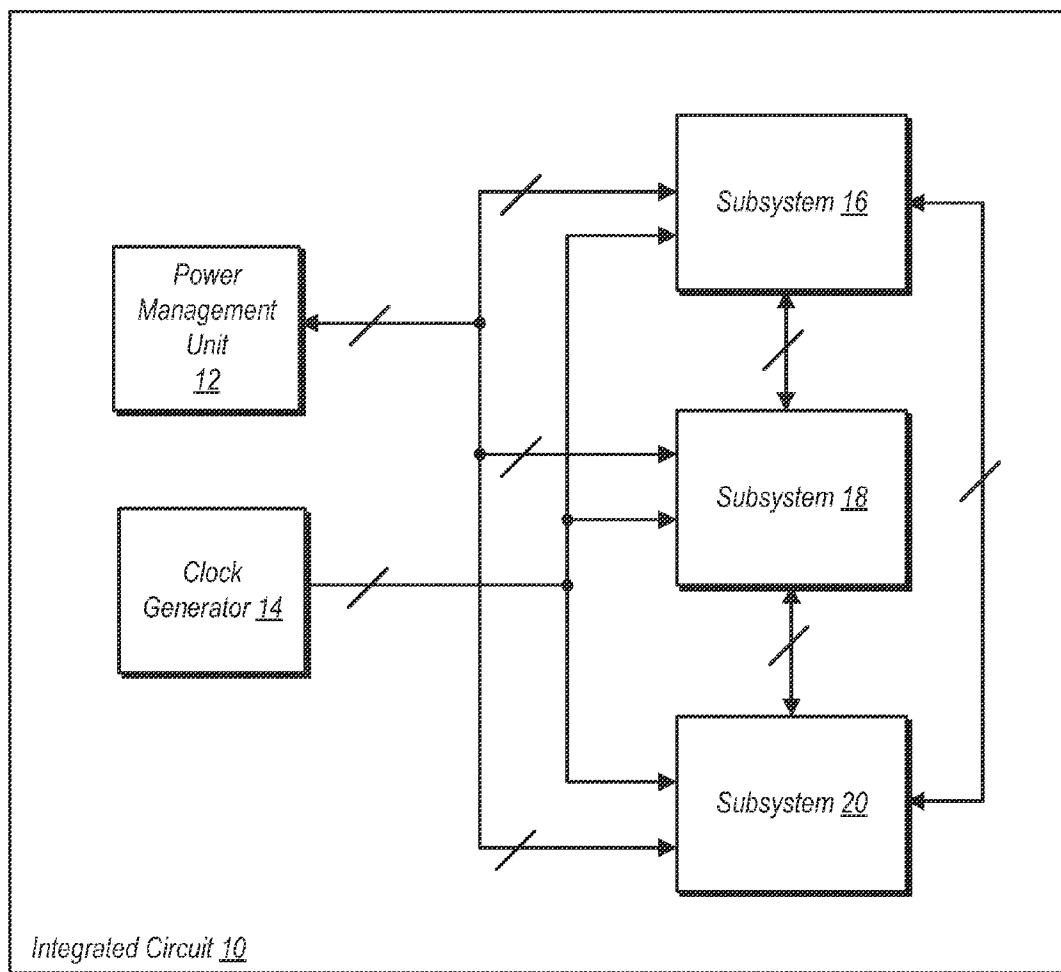 Subsystem 16
Power
Management
Unit
12
Subsystem 18
Clock
Generator 14
Subsystem 20
Integrated Circuit 10